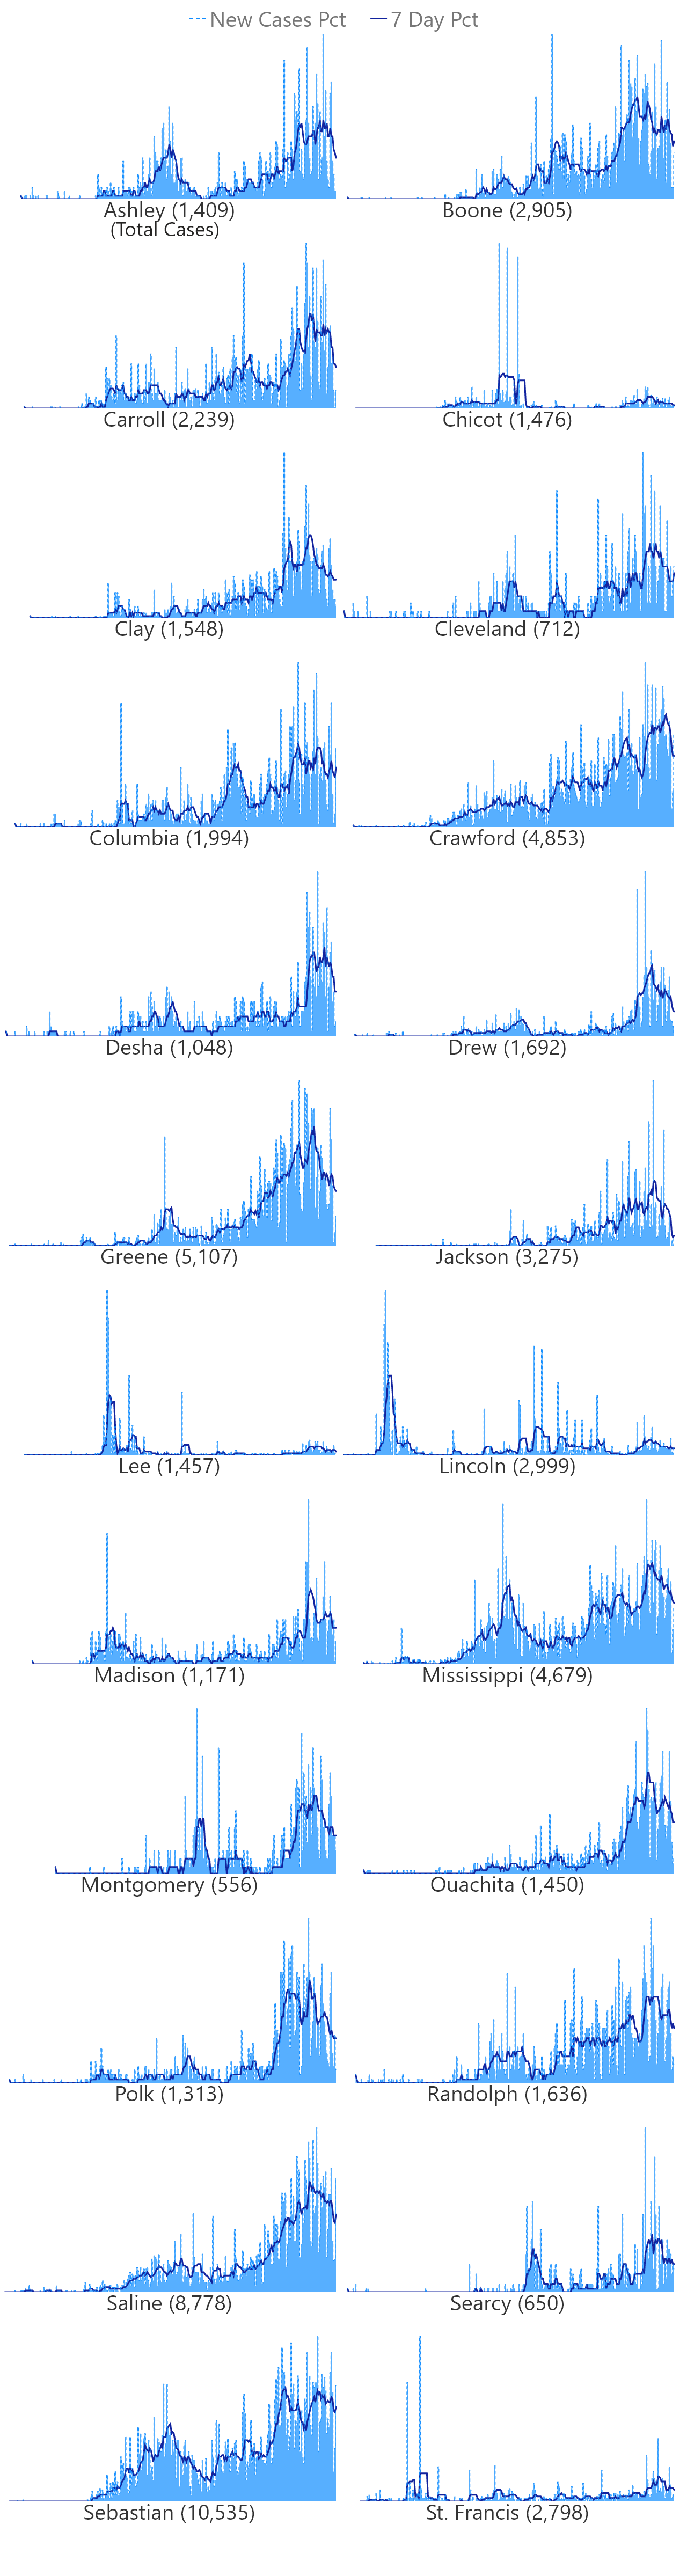 New Cases Pct 7 Day Pct
Ashley (1,409) Boone (2,905)
(Total Cases)
Carroll (2,239) Chicot (1,476)
Clay (1,548) Cleveland (712)
Columbia (1,994) Crawford (4,853)
Desha (1,048) Drew (1,692)
Greene (5,107) Jackson (3,275)
Lee (1,457) Lincoln (2,999)
Madison (1,171) Mississippi (4,679)
Montgomery (556) Ouachita (1,450)
Polk (1,313) Randolph (1,636)
Saline (8,778) Searcy (650)
Sebastian (10,535) St. Francis (2,798)